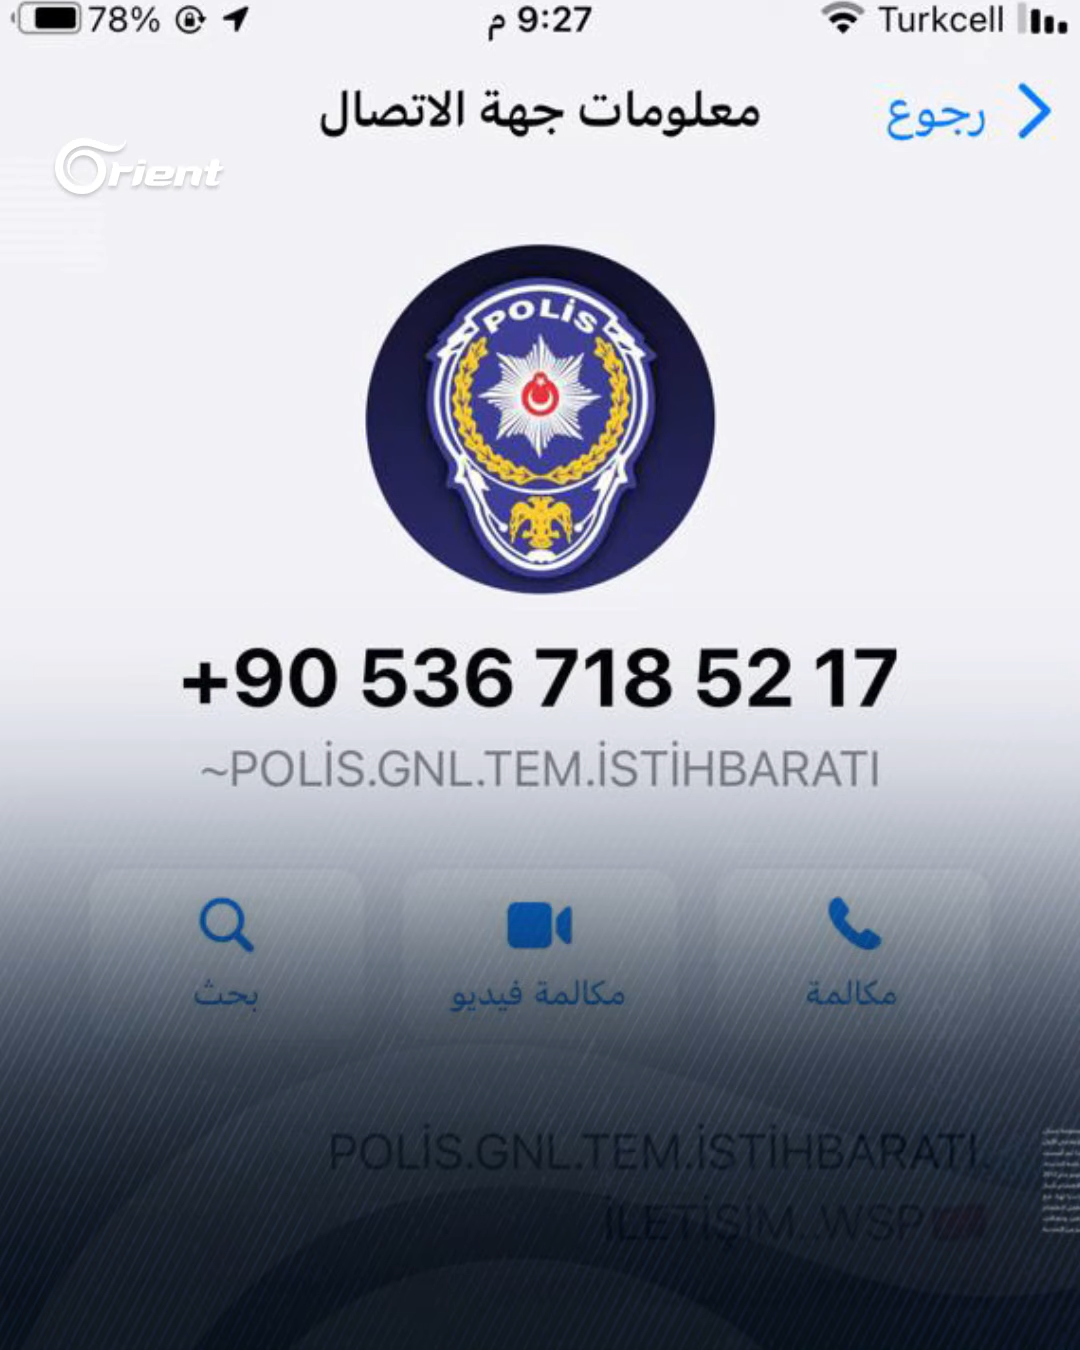 78%
9:27 م
Turkcell
رجوع
معلومات جهة الاتصال
Orient
POLİS
+90 536 718 52 17
~POLİS.GNL.TEM.İSTİHBARATI
مكالمة
مكالمة فيديو
بحث
POLİS.GNL.TEM.İSTİHBARATI.
İLETİŞİM..WSP